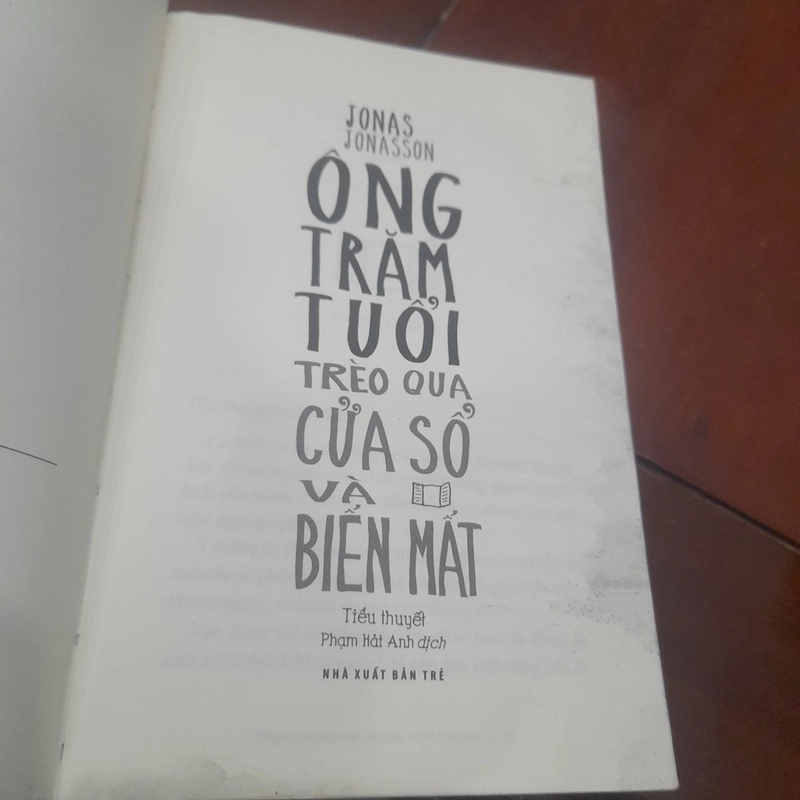 JONAS
JONASSON
ÔNG
TRĂM
TUỔI
TRÈO QUA
CỬA SỔ
VÀ
BIẾN MẤT
Tiểu thuyết
Phạm Hải Anh dịch
NHÀ XUẤT BẢN TRẺ